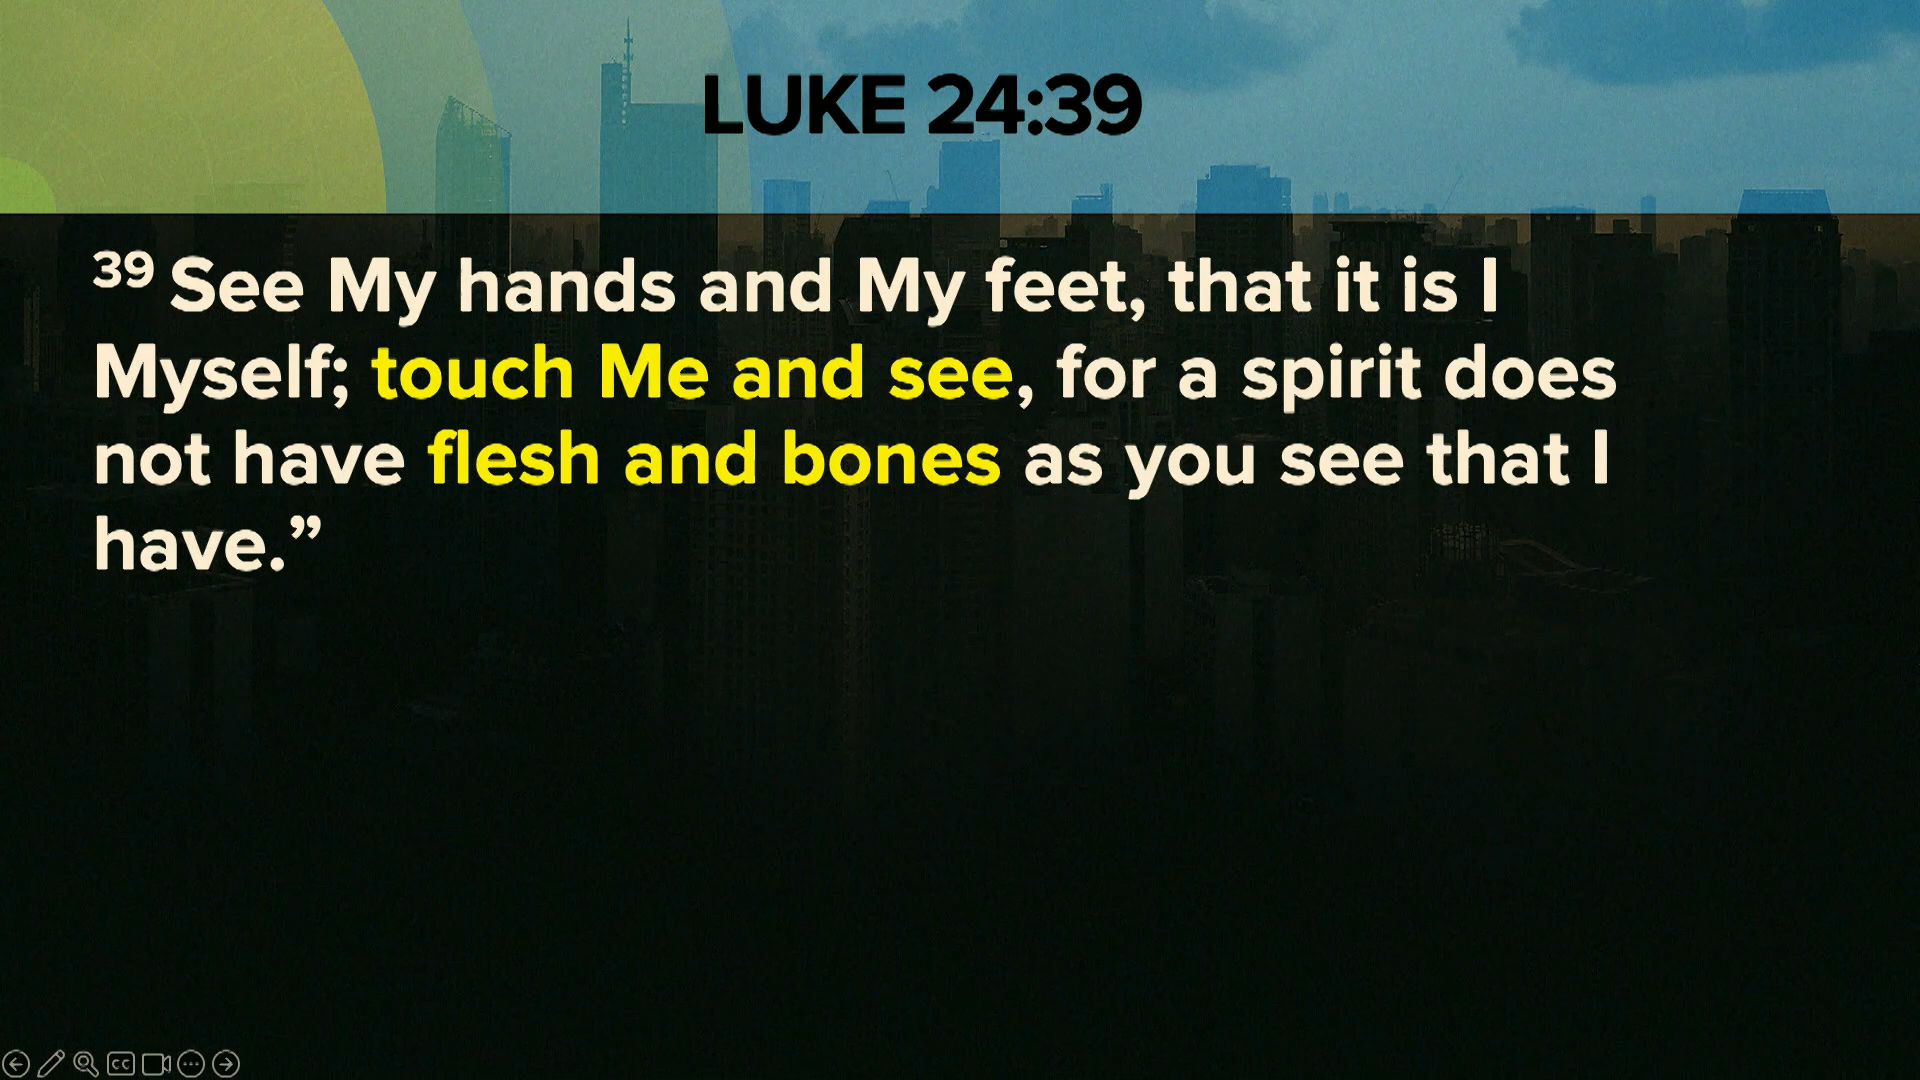 LUKE 24:39
39 See My hands and My feet, that it is I
Myself; touch Me and see, for a spirit does
not have flesh and bones as you see that I
have.”
CC